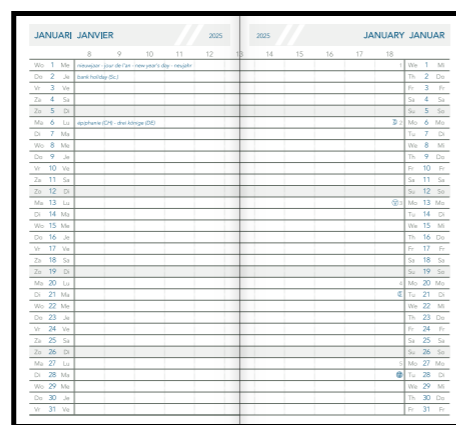 JANUARI JANVIER 2025 2025 JANUARY JANUAR
8 9 10 11 12 13 14 15 16 17 18
Wo 1 Me nieuwjaar - jour de l'an - new year's day - neujahr 1 We 1 Mi
Do 2 Je bank holiday (Sc.) Th 2 Do
Vr 3 Ve Fr 3 Fr
Za 4 Sa Sa 4 Sa
Zo 5 Di Su 5 So
Ma 6 Lu épiphanie (CH) - drei könige (DE) 2 Mo 6 Mo
Di 7 Ma Tu 7 Di
Wo 8 Me We 8 Mi
Do 9 Je Th 9 Do
Vr 10 Ve Fr 10 Fr
Za 11 Sa Sa 11 Sa
Zo 12 Di Su 12 So
Ma 13 Lu 3 Mo 13 Mo
Di 14 Ma Tu 14 Di
Wo 15 Me We 15 Mi
Do 16 Je Th 16 Do
Vr 17 Ve Fr 17 Fr
Za 18 Sa Sa 18 Sa
Zo 19 Di Su 19 So
Ma 20 Lu 4 Mo 20 Mo
Di 21 Ma Tu 21 Di
Wo 22 Me We 22 Mi
Do 23 Je Th 23 Do
Vr 24 Ve Fr 24 Fr
Za 25 Sa Sa 25 Sa
Zo 26 Di Su 26 So
Ma 27 Lu 5 Mo 27 Mo
Di 28 Ma Tu 28 Di
Wo 29 Me We 29 Mi
Do 30 Je Th 30 Do
Vr 31 Ve Fr 31 Fr